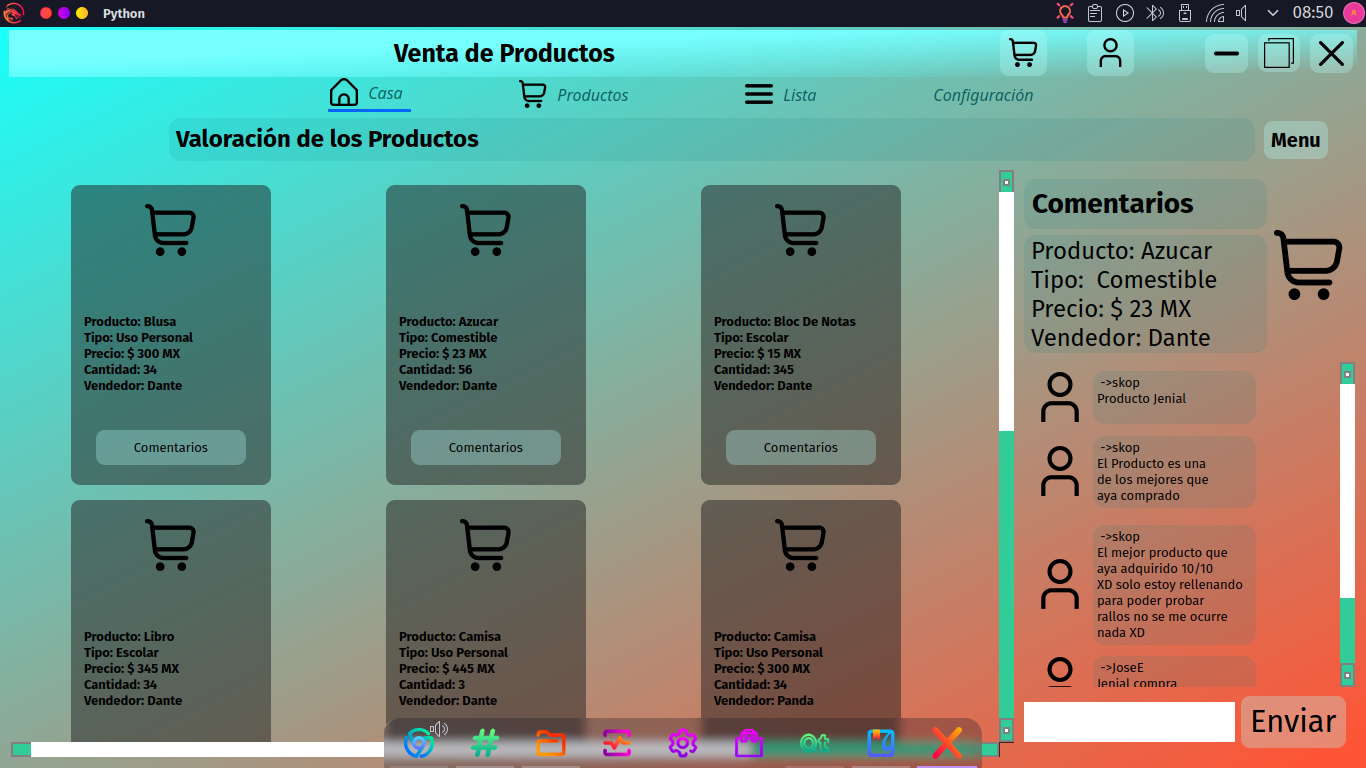 Python
08:50
Venta de Productos
Casa
Productos
Lista
Configuración
Valoración de los Productos
Menu
Producto: Blusa
Tipo: Uso Personal
Precio: $ 300 MX
Cantidad: 34
Vendedor: Dante
Comentarios
Producto: Azucar
Tipo: Comestible
Precio: $ 23 MX
Cantidad: 56
Vendedor: Dante
Comentarios
Producto: Bloc De Notas
Tipo: Escolar
Precio: $ 15 MX
Cantidad: 345
Vendedor: Dante
Comentarios
Producto: Libro
Tipo: Escolar
Precio: $ 345 MX
Cantidad: 34
Vendedor: Dante
Producto: Camisa
Tipo: Uso Personal
Precio: $ 445 MX
Cantidad: 3
Vendedor: Dante
Producto: Camisa
Tipo: Uso Personal
Precio: $ 300 MX
Cantidad: 34
Vendedor: Panda
Comentarios
Producto: Azucar
Tipo: Comestible
Precio: $ 23 MX
Vendedor: Dante
->skop
Producto Jenial
->skop
El Producto es una
de los mejores que
aya comprado
->skop
El mejor producto que
aya adquirido 10/10
XD solo estoy rellenando
para poder probar
rallos no se me ocurre
nada XD
->JoseE
Jenial compra
Enviar